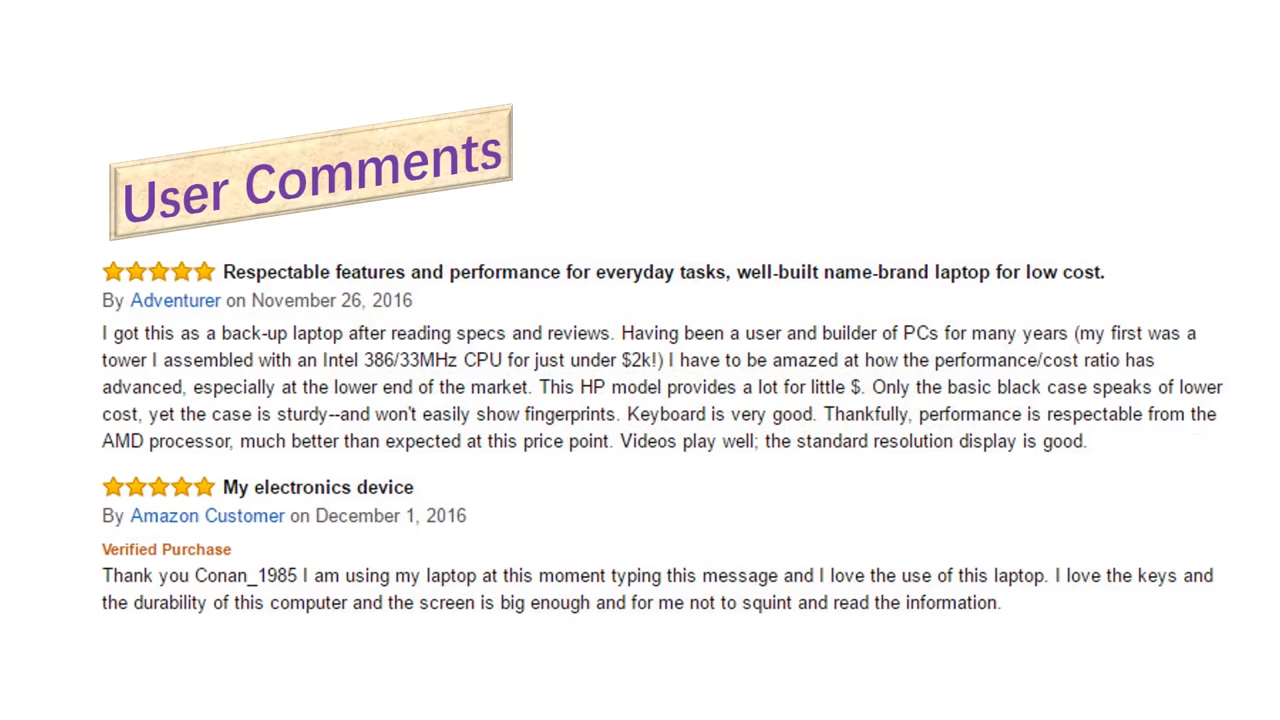 User Comments
Respectable features and performance for everyday tasks, well-built name-brand laptop for low cost.
By Adventurer on November 26, 2016
I got this as a back-up laptop after reading specs and reviews. Having been a user and builder of PCs for many years (my first was a
tower I assembled with an Intel 386/33MHz CPU for just under $2k!) I have to be amazed at how the performance/cost ratio has
advanced, especially at the lower end of the market. This HP model provides a lot for little $. Only the basic black case speaks of lower
cost, yet the case is sturdy--and won't easily show fingerprints. Keyboard is very good. Thankfully, performance is respectable from the
AMD processor, much better than expected at this price point. Videos play well; the standard resolution display is good.
My electronics device
By Amazon Customer on December 1, 2016
Verified Purchase
Thank you Conan_1985 I am using my laptop at this moment typing this message and I love the use of this laptop. I love the keys and
the durability of this computer and the screen is big enough and for me not to squint and read the information.